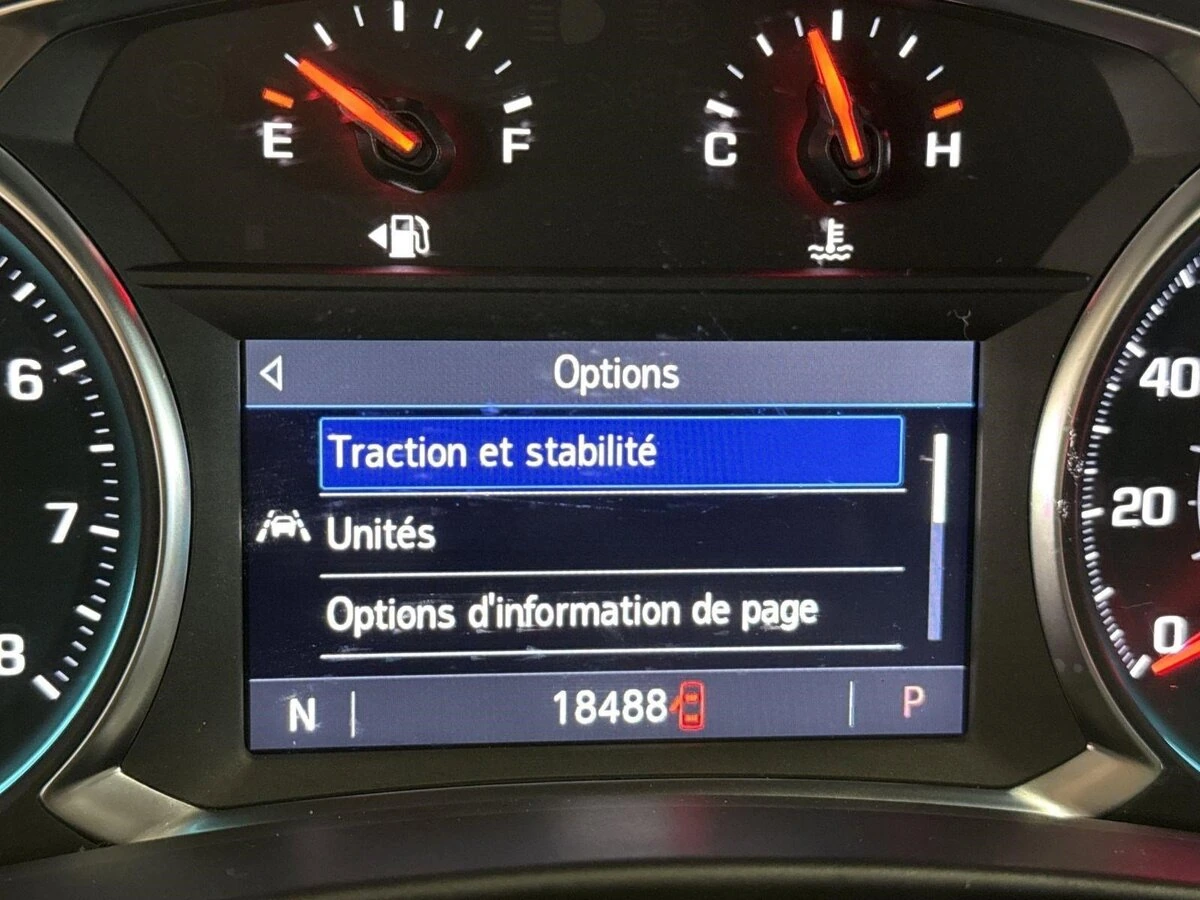 E F
C H
Options
Traction et stabilité
Unités
Options d'information de page
N 18488 P
6
7
8
40
20
0